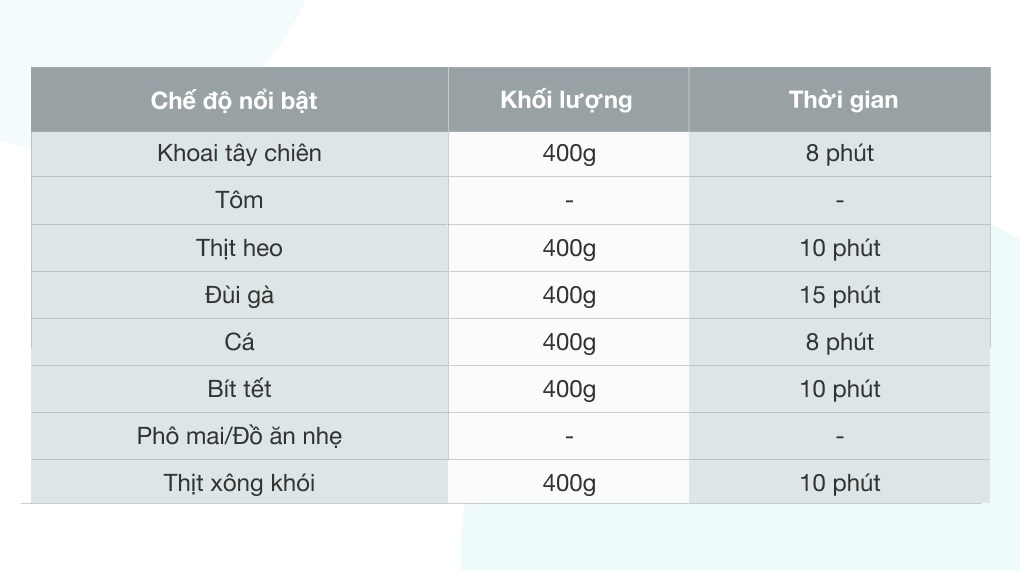 Chế độ nổi bật Khối lượng Thời gian
Khoai tây chiên 400g 8 phút
Tôm - -
Thịt heo 400g 10 phút
Đùi gà 400g 15 phút
Cá 400g 8 phút
Bít tết 400g 10 phút
Phô mai/Đồ ăn nhẹ - -
Thịt xông khói 400g 10 phút